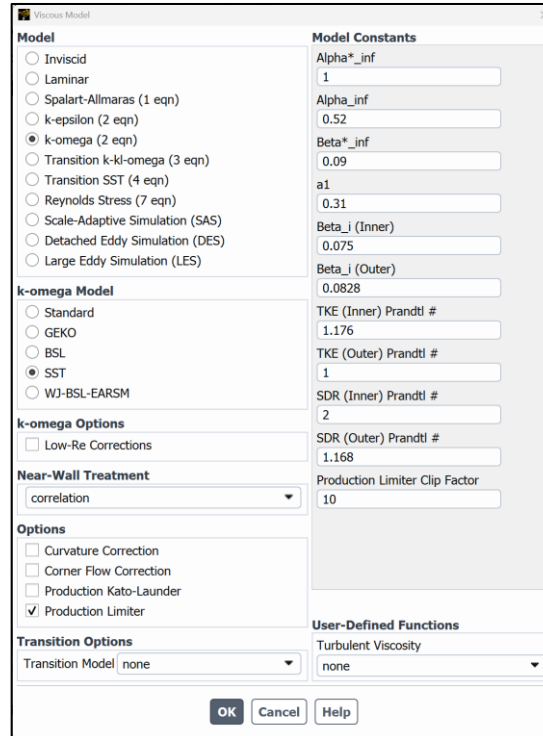 Viscous Model
Model
Inviscid
Laminar
Spalart-Allmaras (1 eqn)
k-epsilon (2 eqn)
k-omega (2 eqn)
Transition k-kl-omega (3 eqn)
Transition SST (4 eqn)
Reynolds Stress (7 eqn)
Scale-Adaptive Simulation (SAS)
Detached Eddy Simulation (DES)
Large Eddy Simulation (LES)
k-omega Model
Standard
GEKO
BSL
SST
WJ-BSL-EARSM
k-omega Options
Low-Re Corrections
Near-Wall Treatment
correlation
Options
Curvature Correction
Corner Flow Correction
Production Kato-Launder
Production Limiter
Transition Options
Transition Model none
Model Constants
Alpha*_inf
1
Alpha_inf
0.52
Beta*_inf
0.09
a1
0.31
Beta_i (Inner)
0.075
Beta_i (Outer)
0.0828
TKE (Inner) Prandtl #
1.176
TKE (Outer) Prandtl #
1
SDR (Inner) Prandtl #
2
SDR (Outer) Prandtl #
1.168
Production Limiter Clip Factor
10
User-Defined Functions
Turbulent Viscosity
none
OK Cancel Help